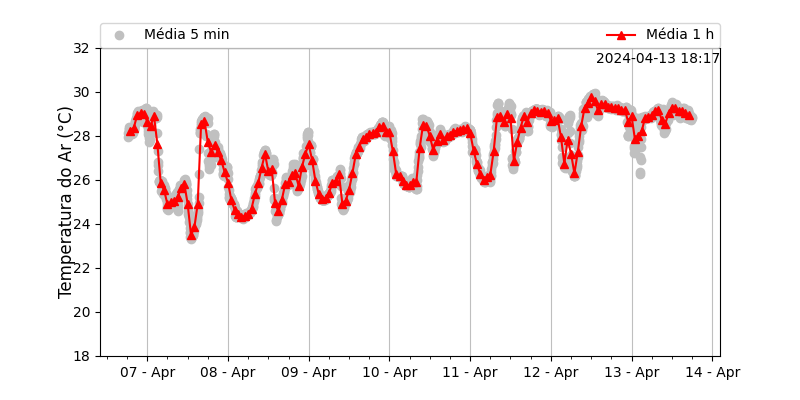 Média 5 min
Média 1 h
2024-04-13 18:17
Temperatura do Ar (°C)
32
30
28
26
24
22
20
18
07 - Apr
08 - Apr
09 - Apr
10 - Apr
11 - Apr
12 - Apr
13 - Apr
14 - Apr